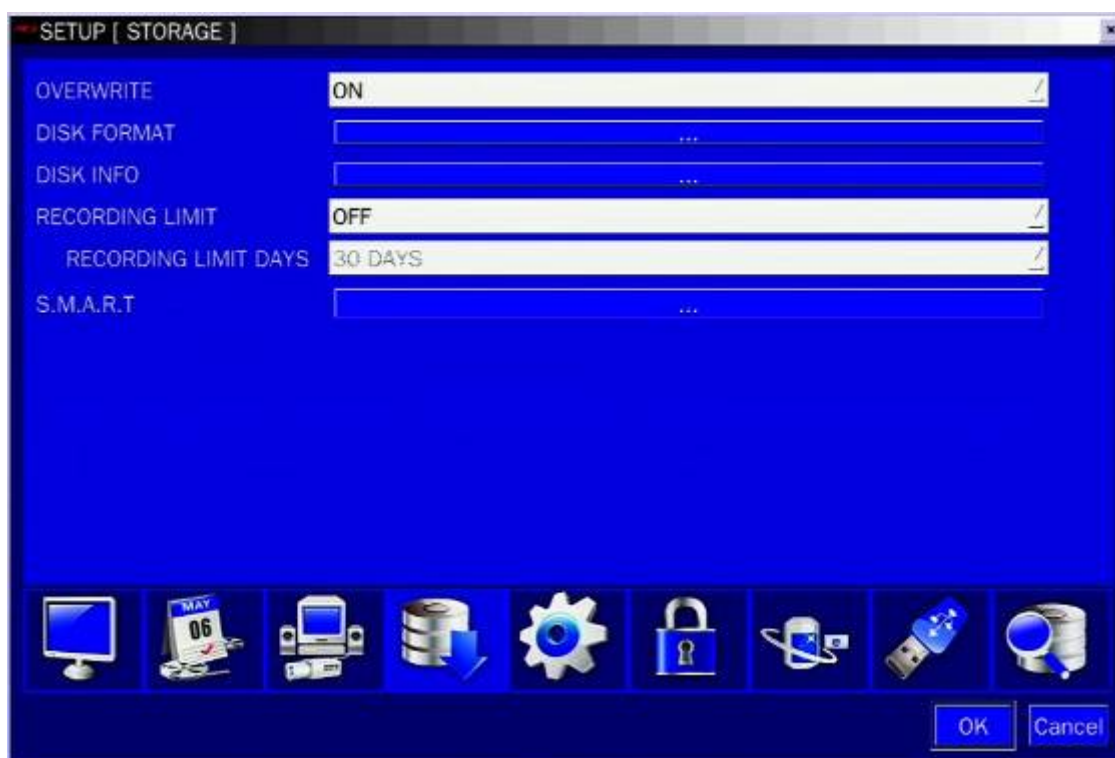 SETUP [ STORAGE ]
OVERWRITE ON
DISK FORMAT ...
DISK INFO ...
RECORDING LIMIT OFF
RECORDING LIMIT DAYS 30 DAYS
S.M.A.R.T ...
MAY
06
OK Cancel